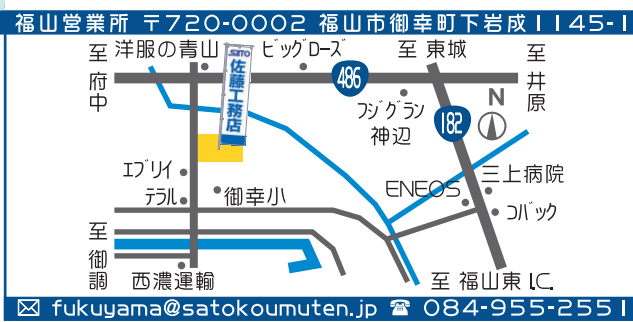 福山営業所 〒720-0002 福山市御幸町下岩成1145-1
至府中
洋服の青山
ビッグローズ
至 東城
至井原
SATO
佐藤工務店
486
フジグラン
神辺
182
N
エブリイ
テラル
御幸小
ENEOS
三上病院
コバック
至御調
西濃運輸
至 福山東 I.C.
fukuyama@satokoumuten.jp ☎ 084-955-2551